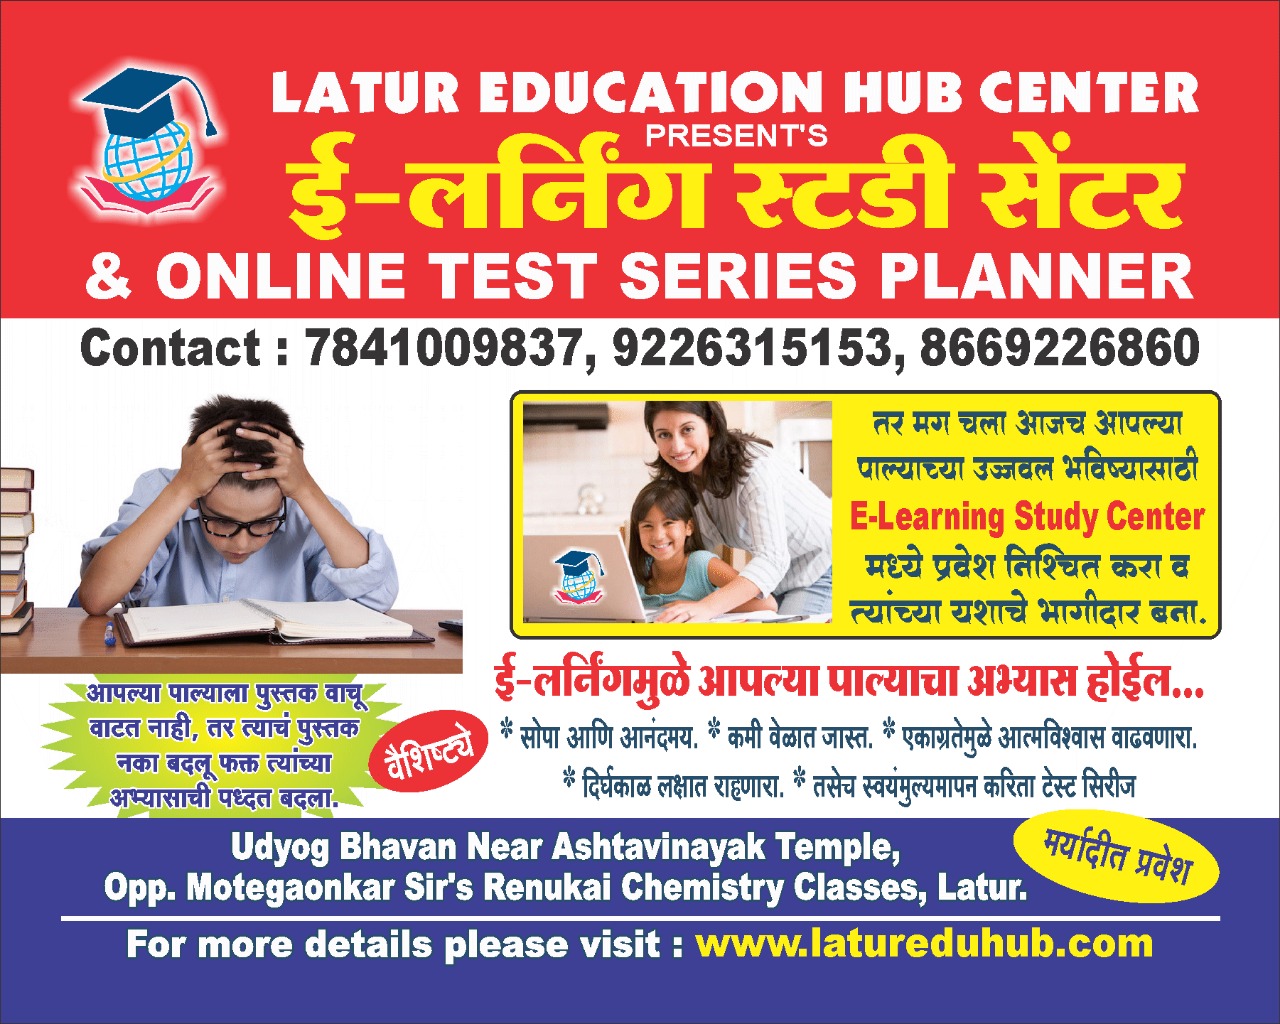 LATUR EDUCATION HUB CENTER
PRESENT'S
ई-लर्निंग स्टडी सेंटर
& ONLINE TEST SERIES PLANNER
Contact : 7841009837, 9226315153, 8669226860
तर मग चला आजच आपल्या
पाल्याच्या उज्जवल भविष्यासाठी
E-Learning Study Center
मध्ये प्रवेश निश्चित करा व
त्यांच्या यशाचे भागीदार बना.
आपल्या पाल्याला पुस्तक वाचू
वाटत नाही, तर त्याचं पुस्तक
नका बदलू फक्त त्यांच्या
अभ्यासाची पध्दत बदला.
वैशिष्ट्ये
ई-लर्निंगमुळे आपल्या पाल्याचा अभ्यास होईल...
* सोपा आणि आनंदमय. * कमी वेळात जास्त. * एकाग्रतेमुळे आत्मविश्वास वाढवणारा.
* दिर्घकाळ लक्षात राहणारा. * तसेच स्वयंमुल्यमापन करिता टेस्ट सिरीज
Udyog Bhavan Near Ashtavinayak Temple,
Opp. Motegaonkar Sir's Renukai Chemistry Classes, Latur.
मर्यादीत प्रवेश
For more details please visit : www.latureduhub.com